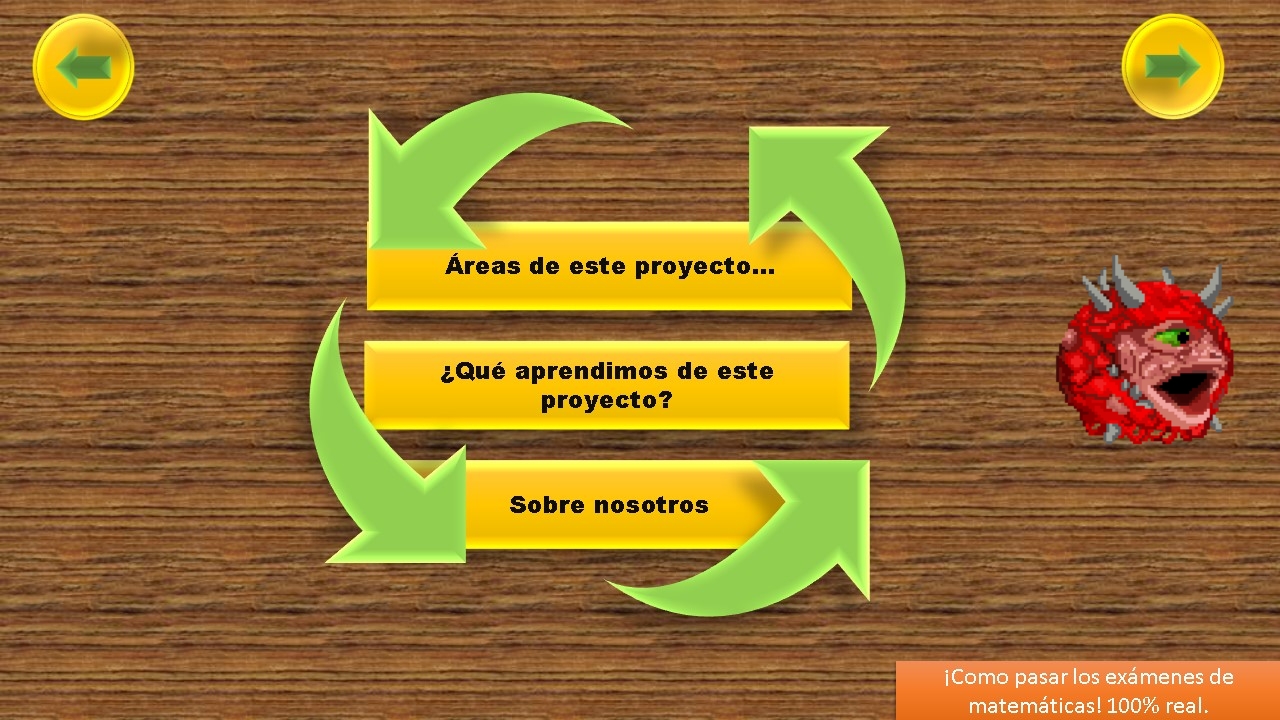 Áreas de este proyecto...
¿Qué aprendimos de este
proyecto?
Sobre nosotros
¡Como pasar los exámenes de
matemáticas! 100% real.